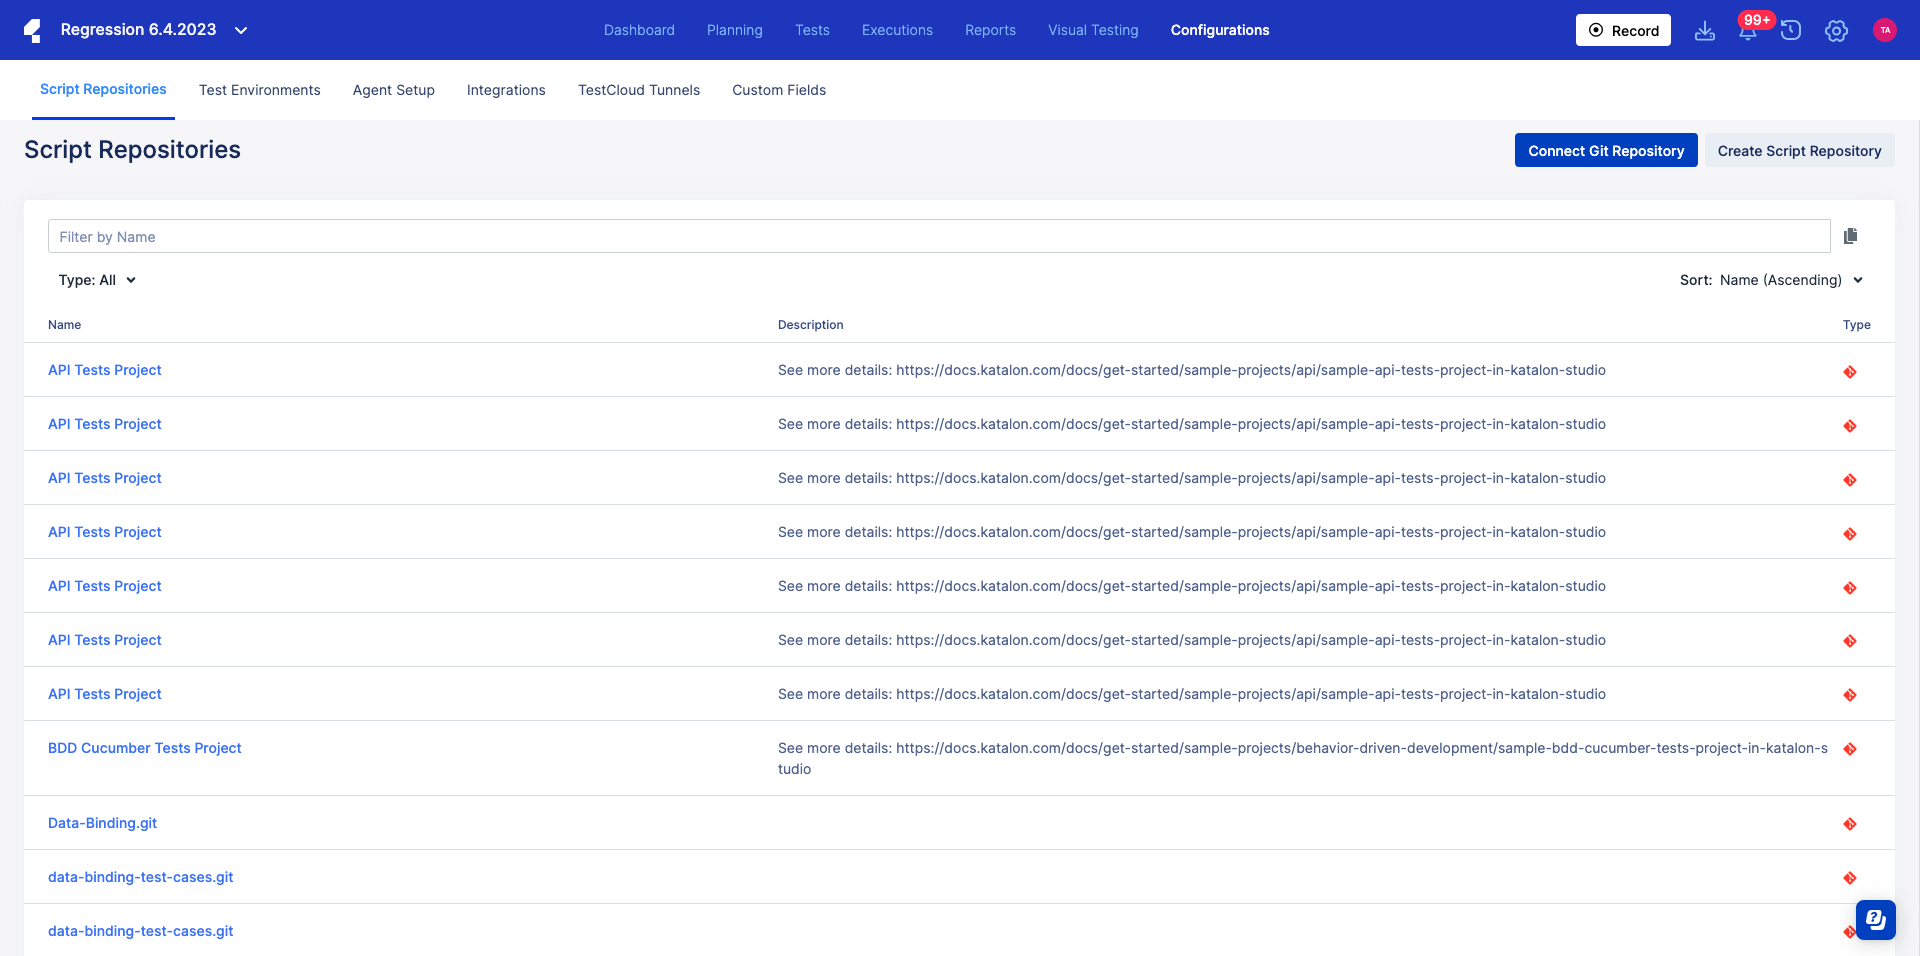 Regression 6.4.2023
Dashboard Planning Tests Executions Reports Visual Testing Configurations
Record
99+
TA
Script Repositories Test Environments Agent Setup Integrations TestCloud Tunnels Custom Fields
Script Repositories
Connect Git Repository Create Script Repository
Filter by Name
Type: All Sort: Name (Ascending)
Name Description Type
API Tests Project See more details: https://docs.katalon.com/docs/get-started/sample-projects/api/sample-api-tests-project-in-katalon-studio
API Tests Project See more details: https://docs.katalon.com/docs/get-started/sample-projects/api/sample-api-tests-project-in-katalon-studio
API Tests Project See more details: https://docs.katalon.com/docs/get-started/sample-projects/api/sample-api-tests-project-in-katalon-studio
API Tests Project See more details: https://docs.katalon.com/docs/get-started/sample-projects/api/sample-api-tests-project-in-katalon-studio
API Tests Project See more details: https://docs.katalon.com/docs/get-started/sample-projects/api/sample-api-tests-project-in-katalon-studio
API Tests Project See more details: https://docs.katalon.com/docs/get-started/sample-projects/api/sample-api-tests-project-in-katalon-studio
API Tests Project See more details: https://docs.katalon.com/docs/get-started/sample-projects/api/sample-api-tests-project-in-katalon-studio
BDD Cucumber Tests Project See more details: https://docs.katalon.com/docs/get-started/sample-projects/behavior-driven-development/sample-bdd-cucumber-tests-project-in-katalon-s
tudio
Data-Binding.git
data-binding-test-cases.git
data-binding-test-cases.git